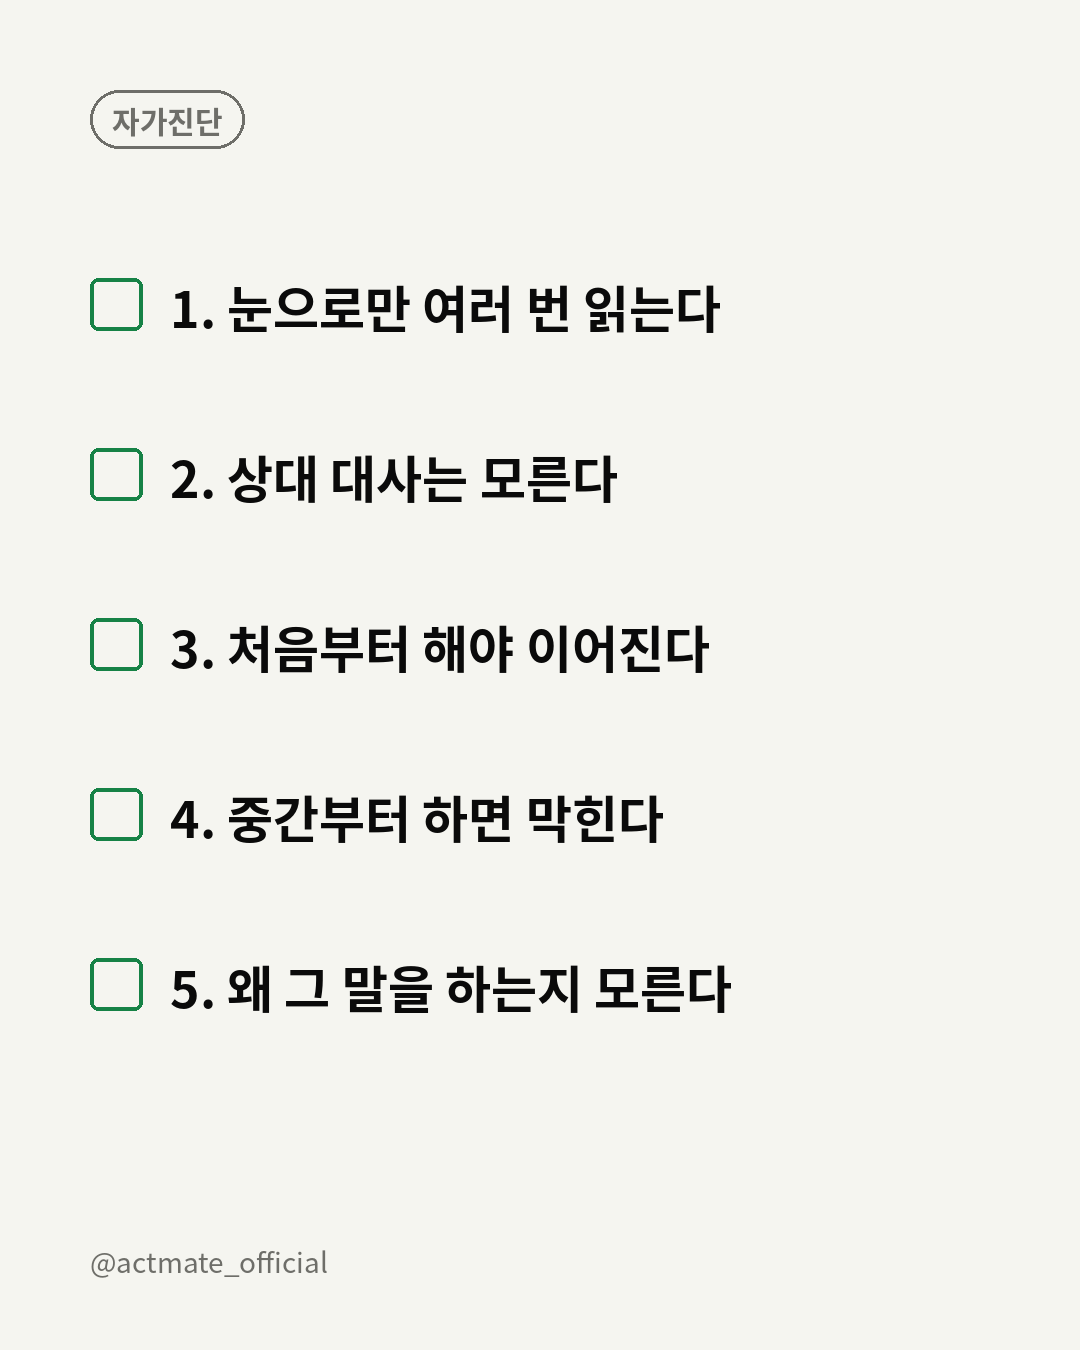 자가진단
1. 눈으로만 여러 번 읽는다
2. 상대 대사는 모른다
3. 처음부터 해야 이어진다
4. 중간부터 하면 막힌다
5. 왜 그 말을 하는지 모른다
@actmate_official